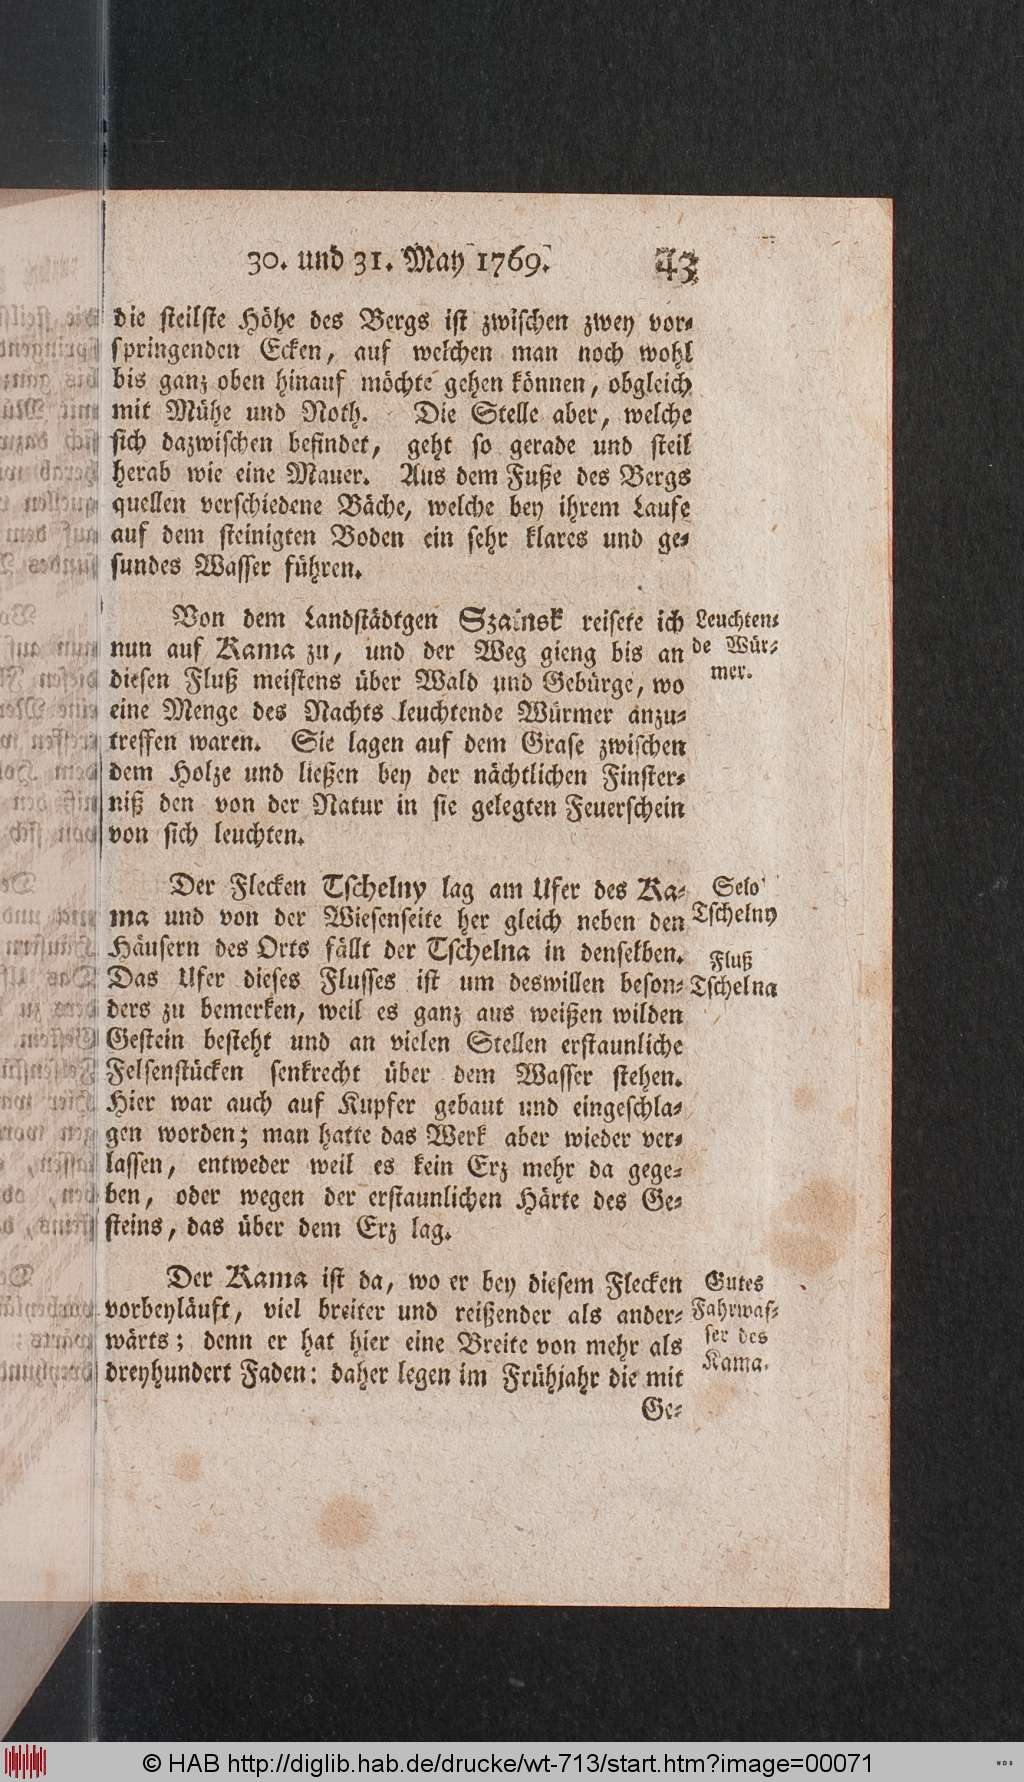 30. und 31. May 1769. 43
die steilste Höhe des Bergs ist zwischen zwey vor-
springenden Ecken, auf welchen man noch wohl
bis ganz oben hinauf möchte gehen können, obgleich
mit Mühe und Noth. Die Stelle aber, welche
sich dazwischen befindet, geht so gerade und steil
herab wie eine Mauer. Aus dem Fuße des Bergs
quellen verschiedene Bäche, welche bey ihrem Laufe
auf dem steinigten Boden ein sehr klares und ge-
sundes Wasser führen.
Von dem Landstädtgen Szainsk reisete ich
nun auf Kama zu, und der Weg gieng bis an
diesen Fluß meistens über Wald und Gebürge, wo
eine Menge des Nachts leuchtende Würmer anzu-
treffen waren. Sie lagen auf dem Grase zwischen
dem Holze und ließen bey der nächtlichen Finster-
niß den von der Natur in sie gelegten Feuerschein
von sich leuchten.
Leuchten-
de Wür-
mer.
Der Flecken Tschelny lag am Ufer des Ka-
ma und von der Wiesenseite her gleich neben den
Häusern des Orts fällt der Tschelna in denselben.
Das Ufer dieses Flusses ist um deswillen beson-
ders zu bemerken, weil es ganz aus weißen wilden
Gestein besteht und an vielen Stellen erstaunliche
Felsenstücken senkrecht über dem Wasser stehen.
Hier war auch auf Kupfer gebaut und eingeschla-
gen worden; man hatte das Werk aber wieder ver-
lassen, entweder weil es kein Erz mehr da gege-
ben, oder wegen der erstaunlichen Härte des Ge-
steins, das über dem Erz lag.
Selo
Tschelny
Fluß
Tschelna
Der Kama ist da, wo er bey diesem Flecken
vorbeyläuft, viel breiter und reißender als ander-
wärts; denn er hat hier eine Breite von mehr als
dreyhundert Faden: daher legen im Frühjahr die mit
Gutes
Fahrwas-
ser des
Kama.
Ge-
© HAB http://diglib.hab.de/drucke/wt-713/start.htm?image=00071